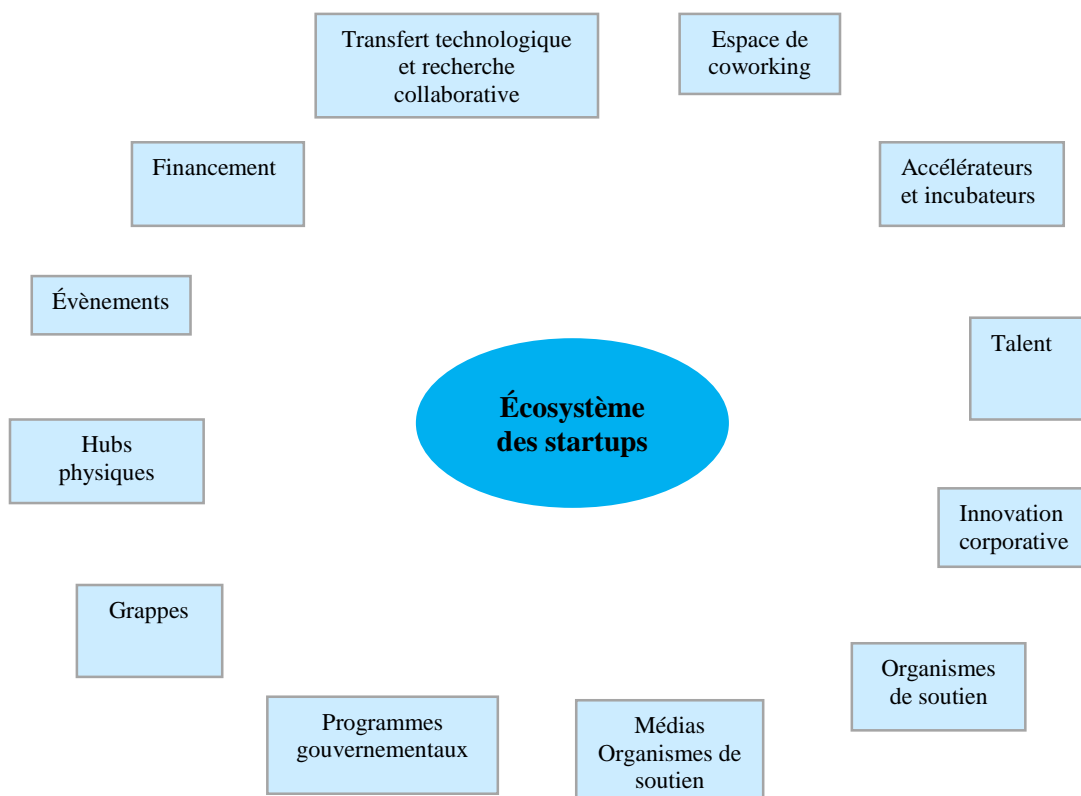 Transfert technologique
et recherche
collaborative
Espace de
coworking
Financement
Accélérateurs
et incubateurs
Évènements
Talent
Écosystème
des startups
Hubs
physiques
Innovation
corporative
Grappes
Organismes
de soutien
Programmes
gouvernementaux
Médias
Organismes de
soutien